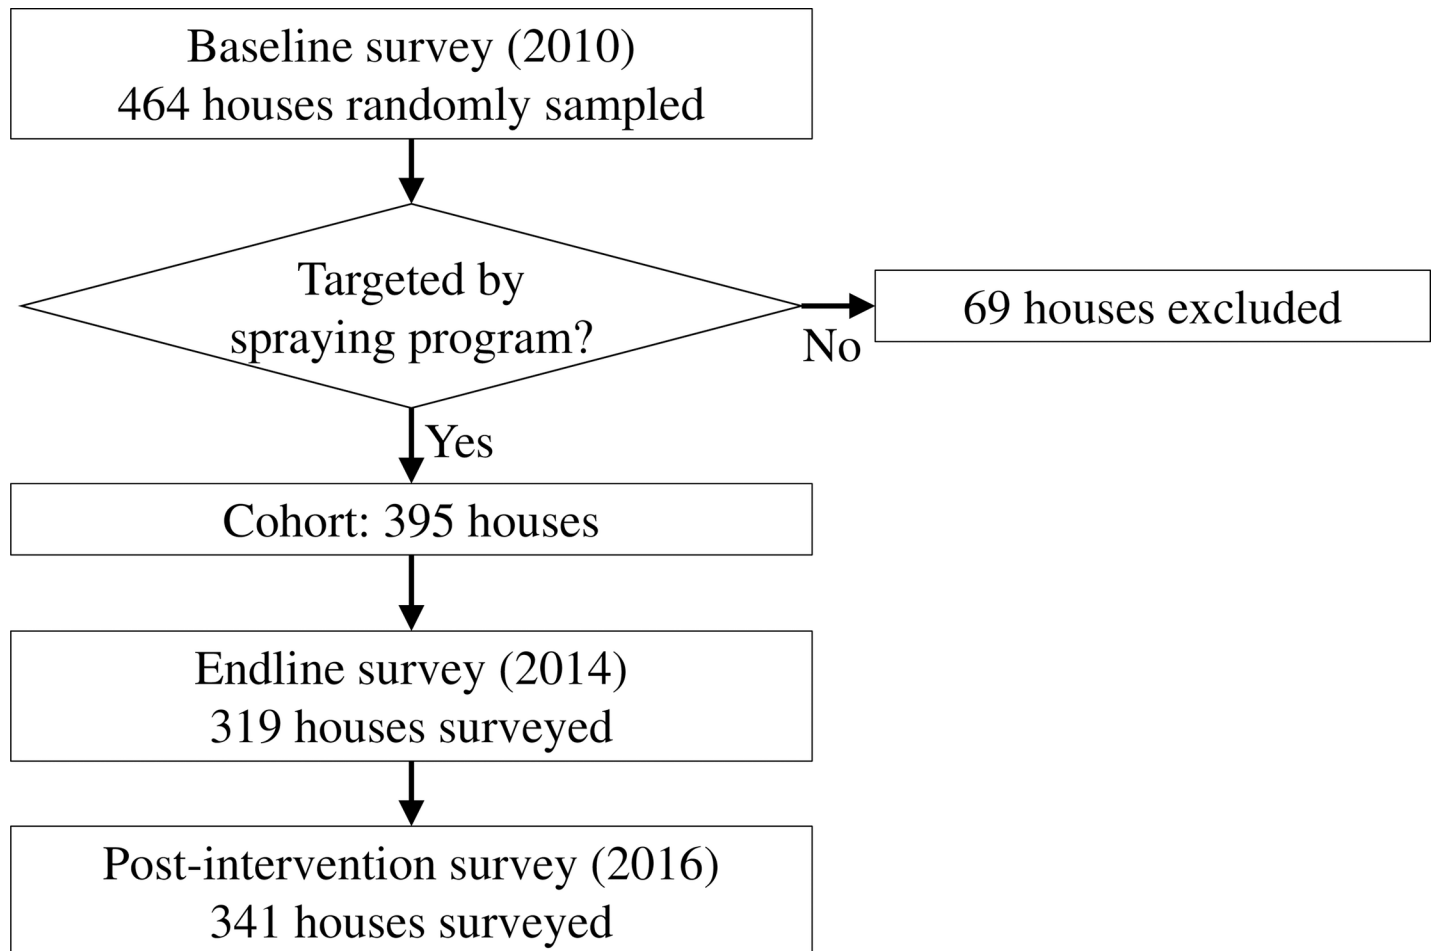 Baseline survey (2010)
464 houses randomly sampled
Targeted by
spraying program?
No
69 houses excluded
Yes
Cohort: 395 houses
Endline survey (2014)
319 houses surveyed
Post-intervention survey (2016)
341 houses surveyed